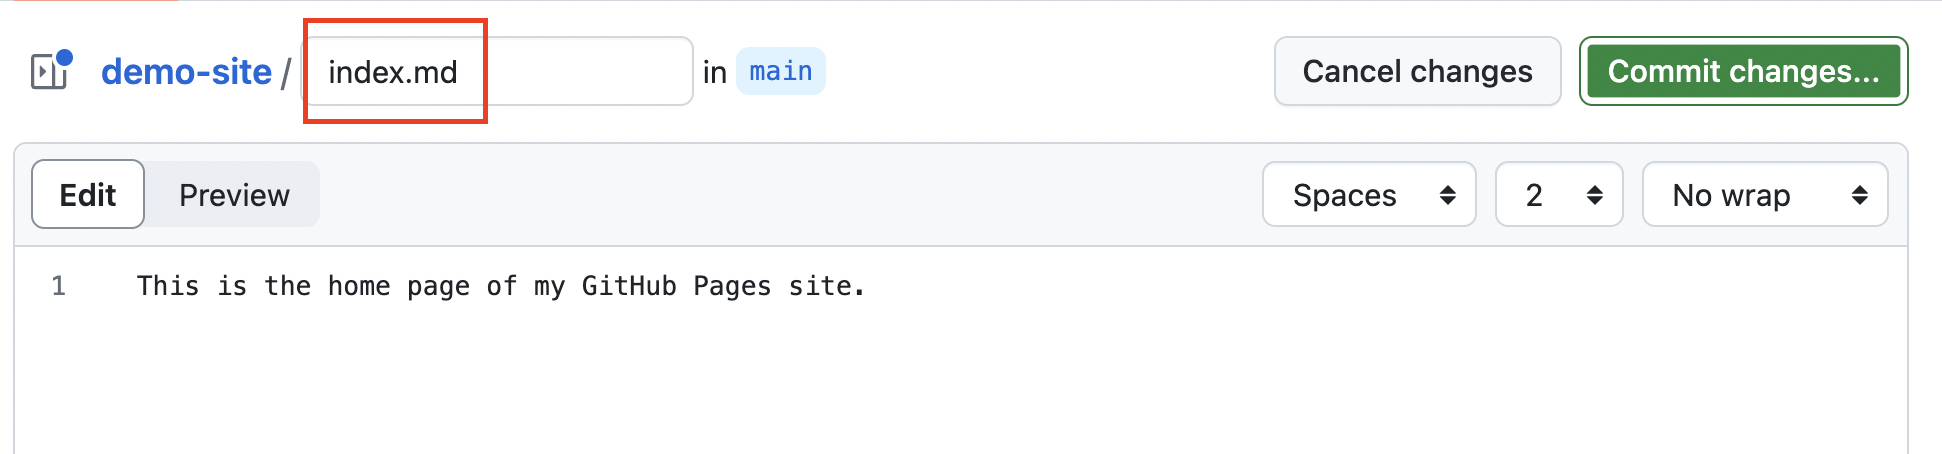 demo-site / index.md in main Cancel changes Commit changes...
Edit Preview Spaces 2 No wrap
1 This is the home page of my GitHub Pages site.